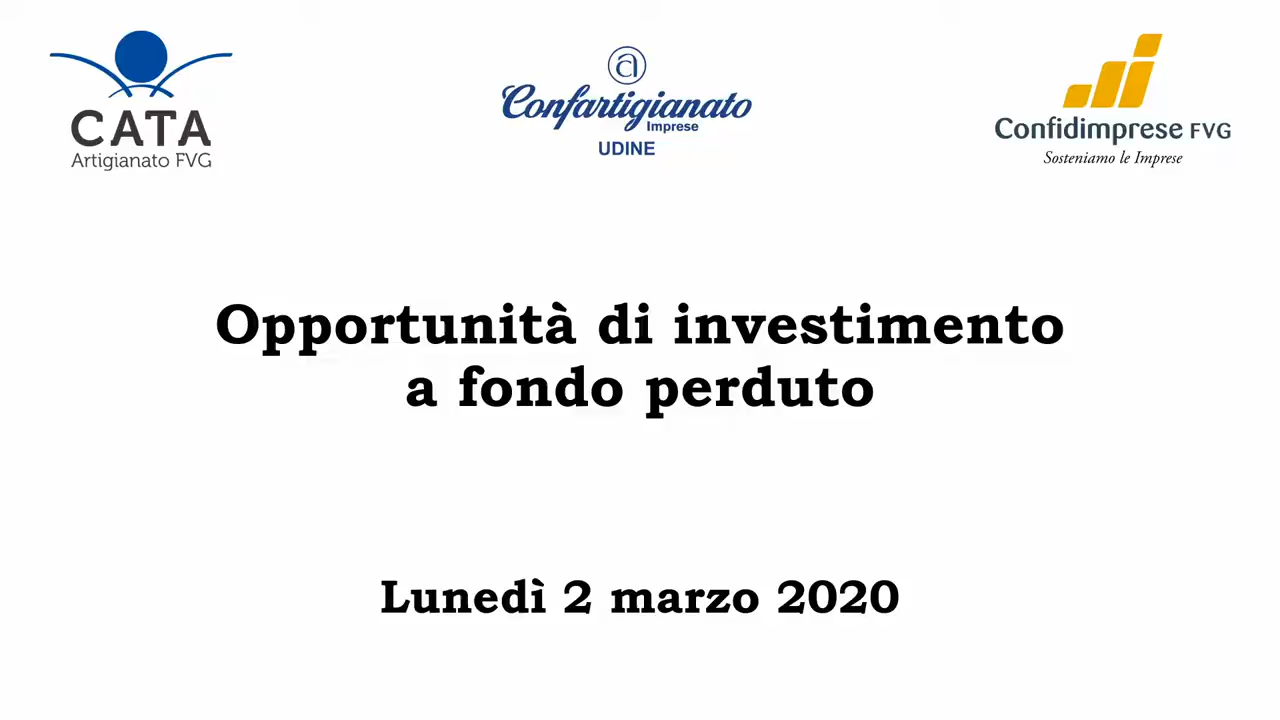 CATA
Artigianato FVG
Confartigianato
Imprese
UDINE
Confidimprese FVG
Sosteniamo le Imprese
Opportunità di investimento
a fondo perduto
Lunedì 2 marzo 2020